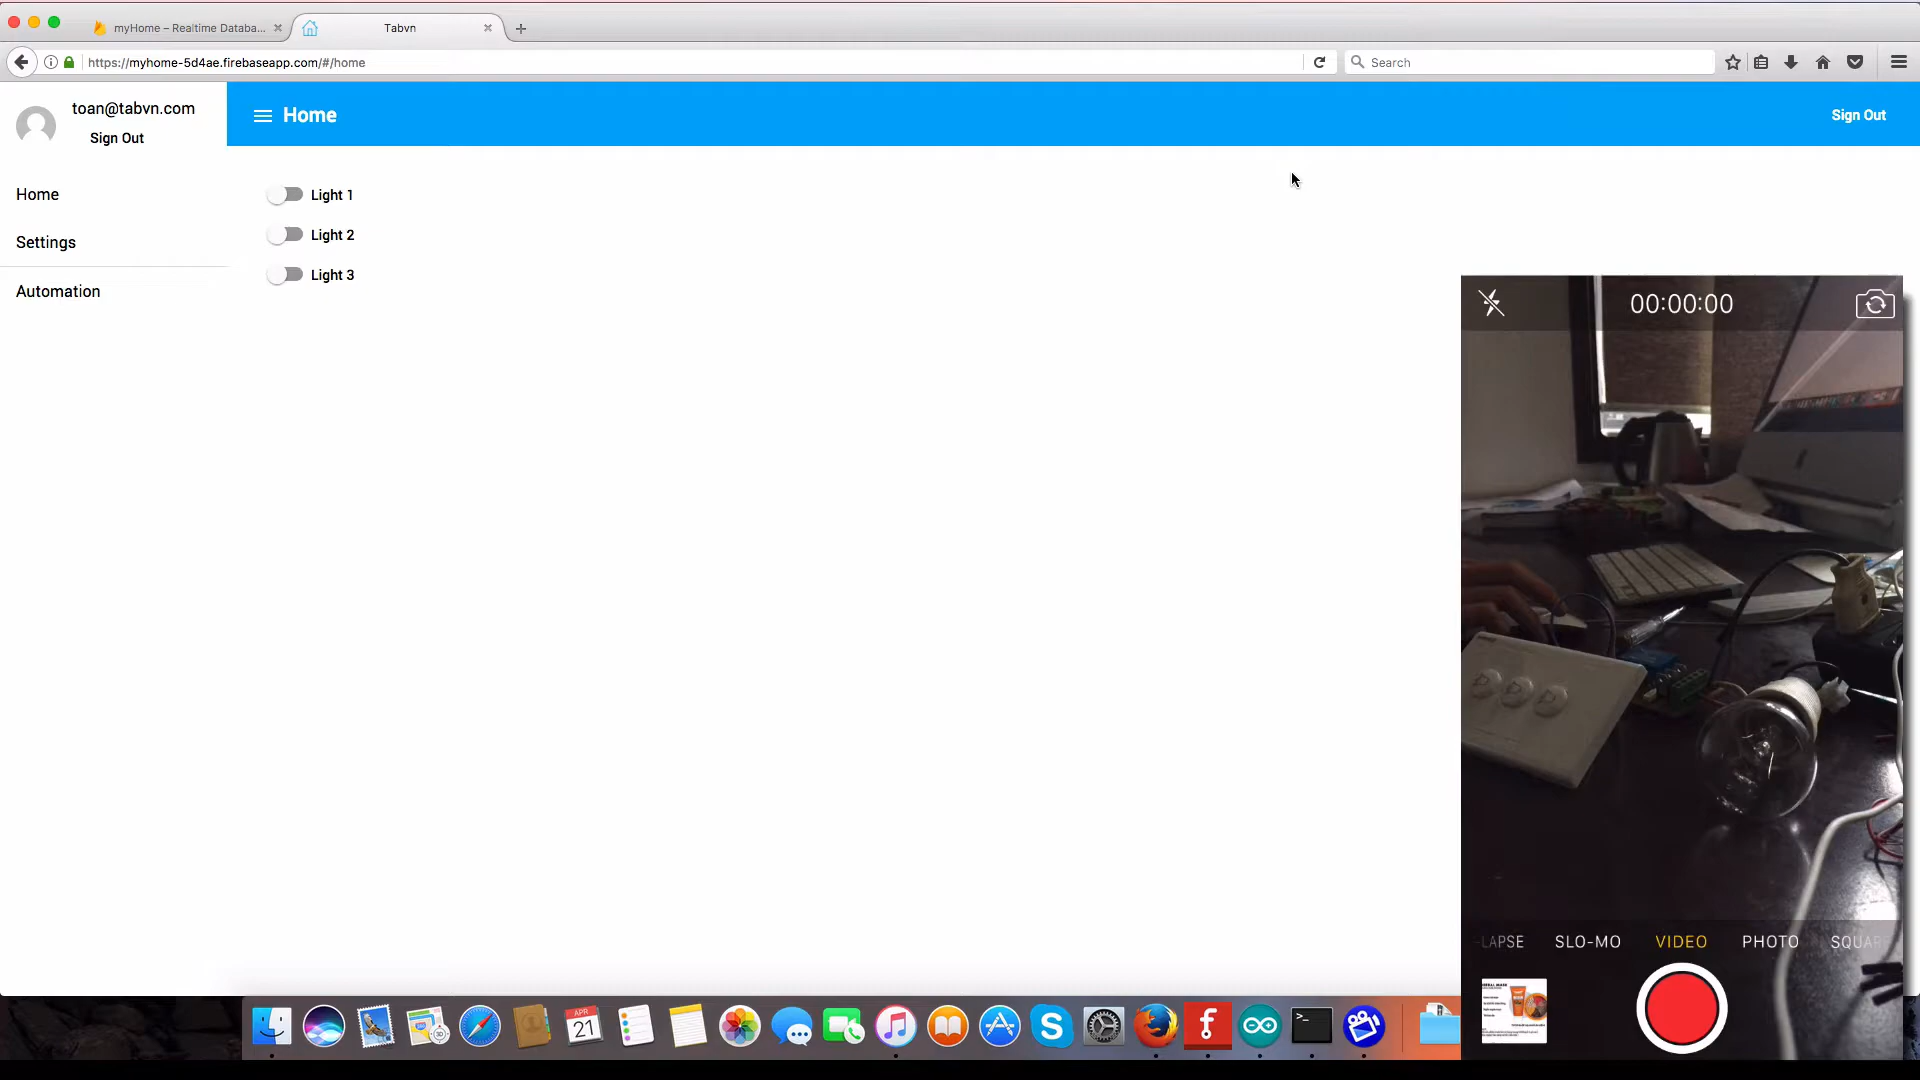 myHome – Realtime Databa...
Tabvn
https://myhome-5d4ae.firebaseapp.com/#/home
Search
toan@tabvn.com
Sign Out
Home
Sign Out
Home
Settings
Automation
Light 1
Light 2
Light 3
00:00:00
-LAPSE SLO-MO VIDEO PHOTO SQUAR
APR
21